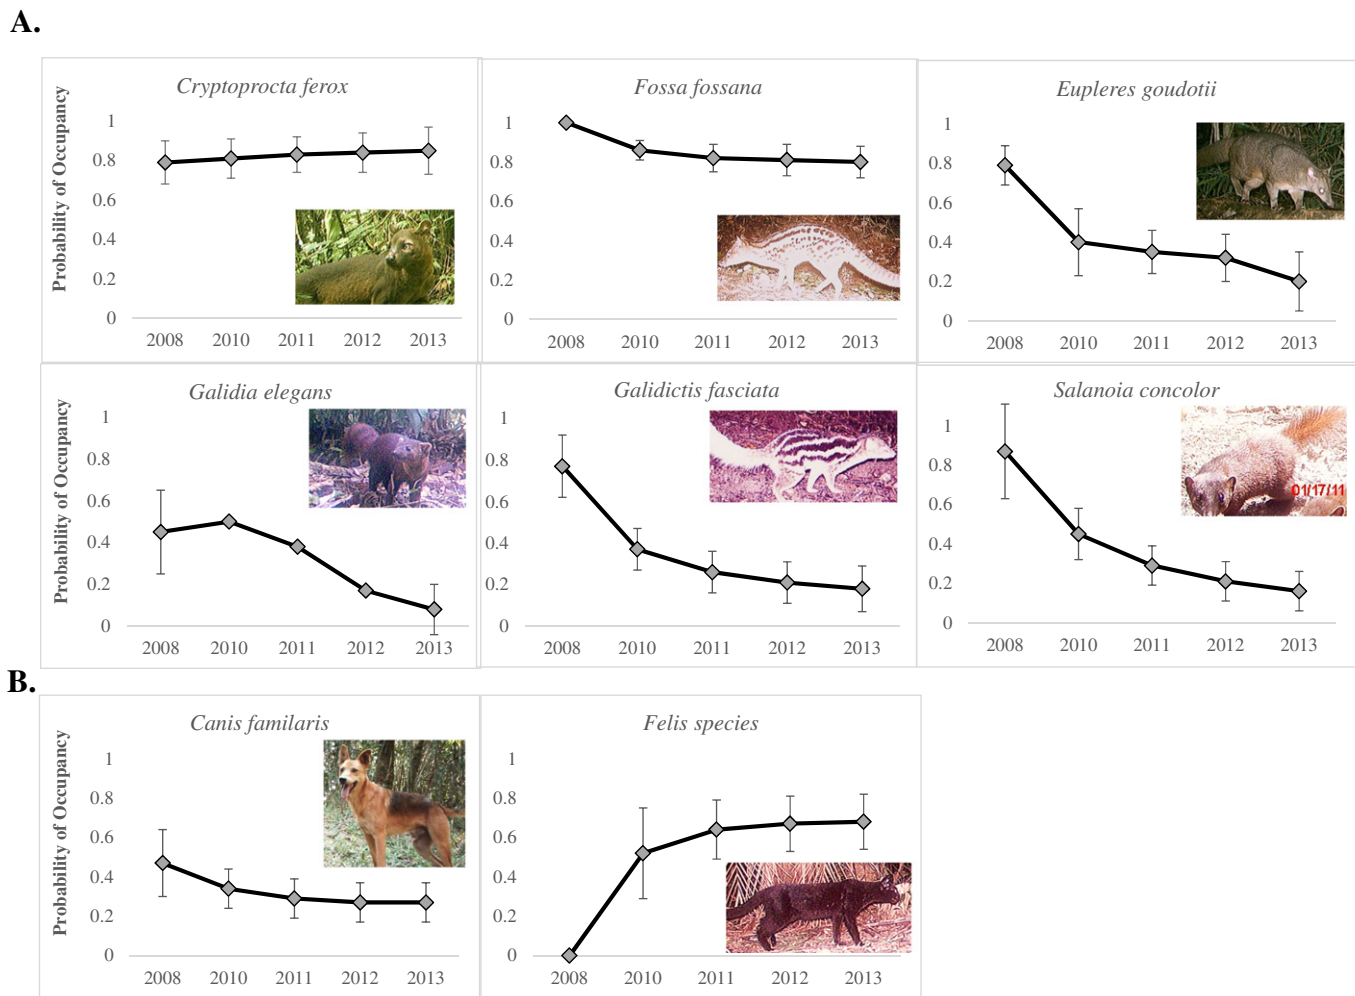 A.
Cryptoprocta ferox
Probability of Occupancy
1
0.8
0.6
0.4
0.2
0
2008 2010 2011 2012 2013
Fossa fossana
1
0.8
0.6
0.4
0.2
0
2008 2010 2011 2012 2013
Eupleres goudotii
1
0.8
0.6
0.4
0.2
0
2008 2010 2011 2012 2013
Galidia elegans
Probability of Occupancy
1
0.8
0.6
0.4
0.2
0
2008 2010 2011 2012 2013
Galidictis fasciata
1
0.8
0.6
0.4
0.2
0
2008 2010 2011 2012 2013
Salanoia concolor
1
0.8
0.6
0.4
0.2
0
01/17/11
2008 2010 2011 2012 2013
B.
Canis familaris
Probability of Occupancy
1
0.8
0.6
0.4
0.2
0
2008 2010 2011 2012 2013
Felis species
1
0.8
0.6
0.4
0.2
0
2008 2010 2011 2012 2013